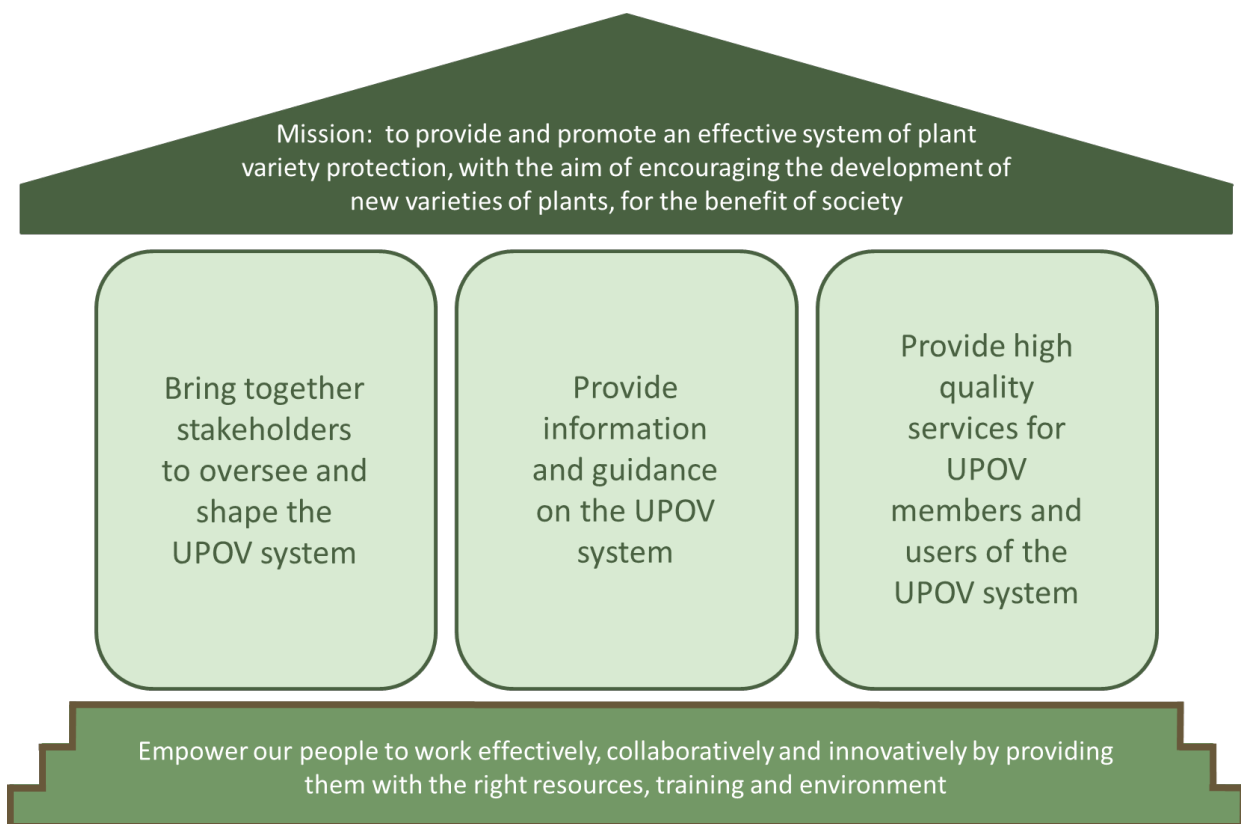 Mission:  to provide and promote an effective system of plant
variety protection, with the aim of encouraging the development of
new varieties of plants, for the benefit of society
Bring together
stakeholders
to oversee and
shape the
UPOV system
Provide
information
and guidance
on the UPOV
system
Provide high
quality
services for
UPOV
members and
users of the
UPOV system
Empower our people to work effectively, collaboratively and innovatively by providing
them with the right resources, training and environment